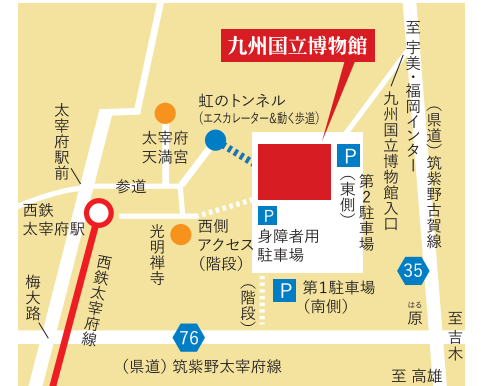 九州国立博物館
至 宇美・福岡インター
虹のトンネル
(エスカレーター&動く歩道)
九州国立博物館入口
(県道) 筑紫野古賀線
太宰府駅前
太宰府
天満宮
P
(東側)
第2駐車場
参道
西鉄
太宰府駅
光明禅寺
西側
アクセス
(階段)
P
身障者用
駐車場
西鉄太宰府線
梅大路
(階段)
P
第1駐車場
(南側)
35
はる
原
至 吉木
76
(県道) 筑紫野太宰府線
至 高雄